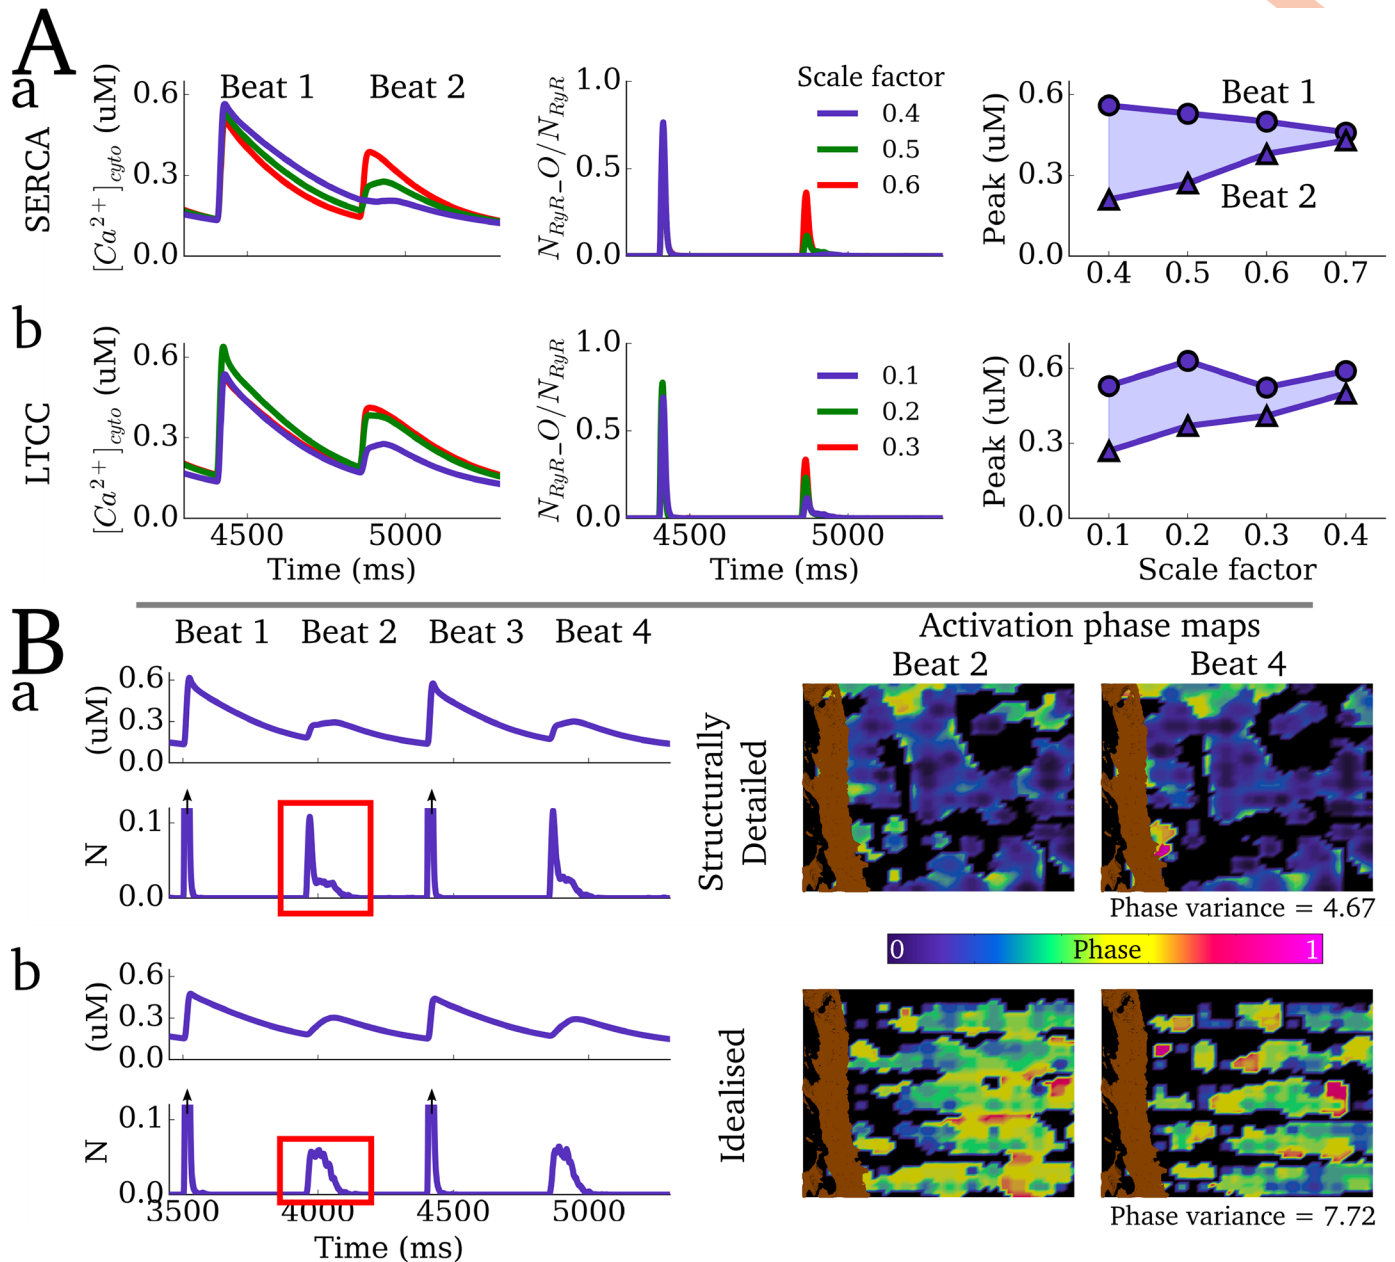 A
a
SERCA
[Ca²⁺]cyto (uM)
0.6
0.3
0.0
Beat 1
Beat 2
N_RyR_O/N_RyR
1.0
0.5
0.0
Scale factor
0.4
0.5
0.6
Peak (uM)
0.6
0.3
0.0
Beat 1
Beat 2
0.4 0.5 0.6 0.7
b
LTCC
[Ca²⁺]cyto (uM)
0.6
0.3
0.0
4500 5000
Time (ms)
N_RyR_O/N_RyR
1.0
0.5
0.0
0.1
0.2
0.3
4500 5000
Time (ms)
Peak (uM)
0.6
0.3
0.0
0.1 0.2 0.3 0.4
Scale factor
B
Beat 1 Beat 2 Beat 3 Beat 4
a
(uM)
0.6
0.3
0.0
N
0.1
0.0
Activation phase maps
Beat 2 Beat 4
Structurally
Detailed
Phase variance = 4.67
0 Phase 1
b
(uM)
0.6
0.3
0.0
N
0.1
0.0
3500 4000 4500 5000
Time (ms)
Idealised
Phase variance = 7.72